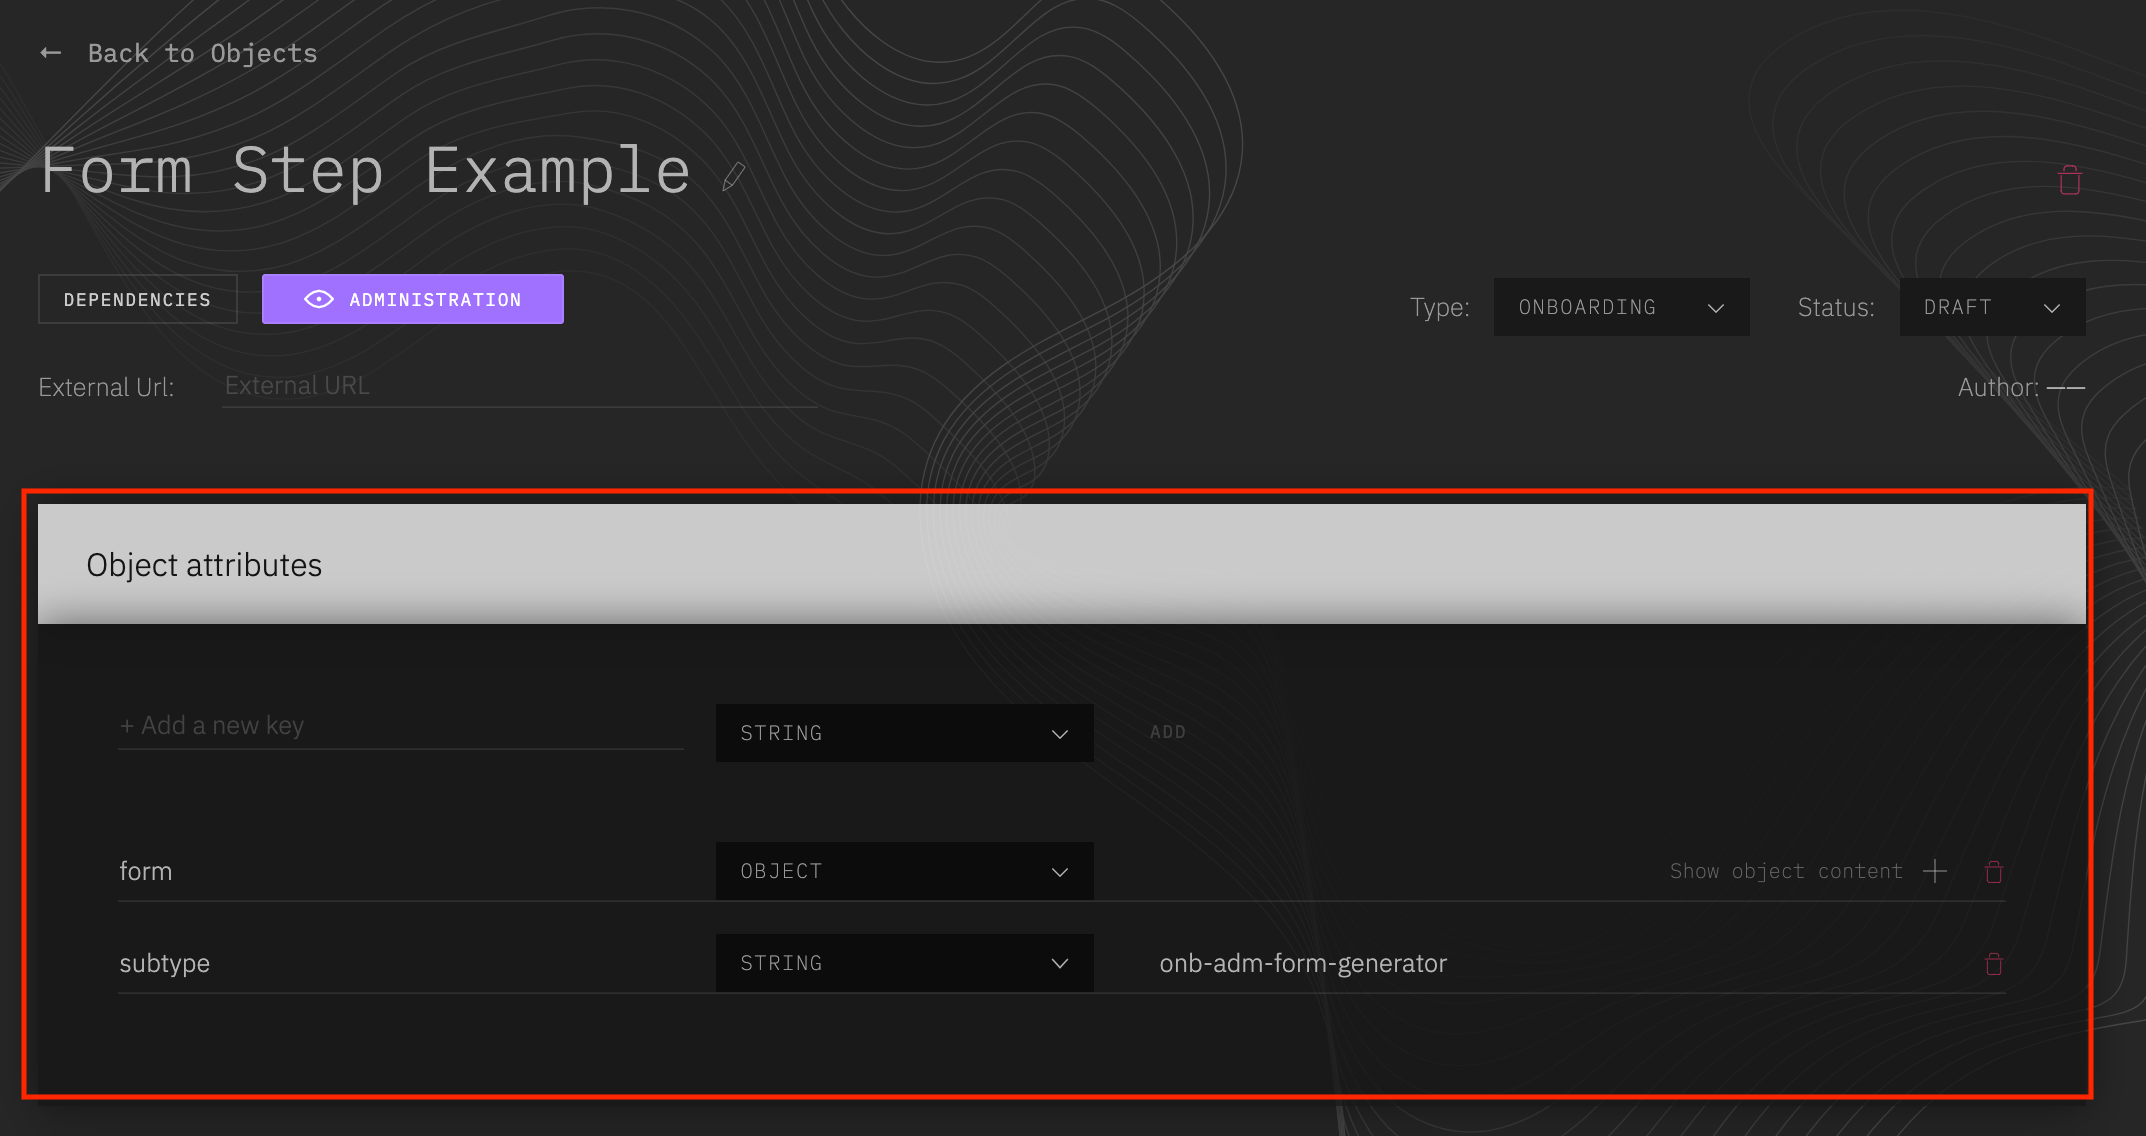 ← Back to Objects
Form Step Example
DEPENDENCIES
ADMINISTRATION
Type: ONBOARDING
Status: DRAFT
External Url: External URL
Author: ——
Object attributes
+ Add a new key STRING ADD
form OBJECT Show object content +
subtype STRING onb-adm-form-generator